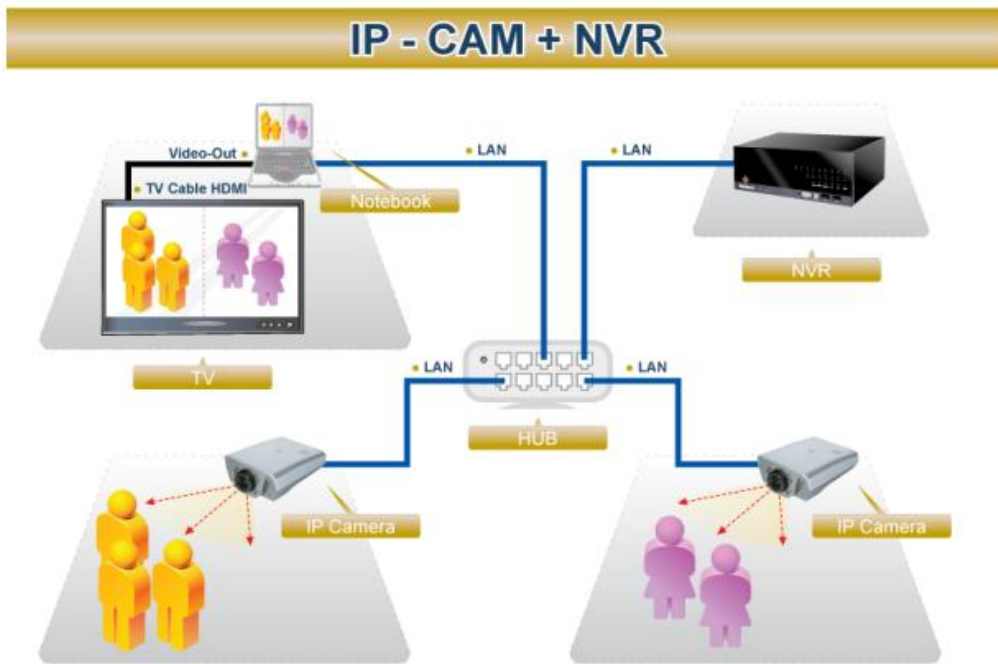 IP - CAM + NVR
Video-Out
LAN
LAN
TV Cable HDMI
Notebook
NVR
TV
LAN
LAN
HUB
IP Camera
IP Camera